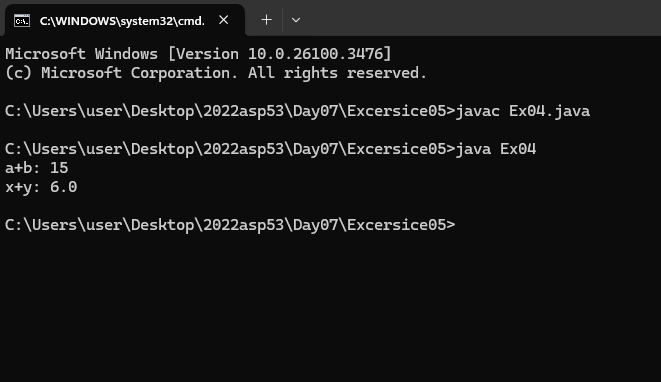 C:\WINDOWS\system32\cmd.
Microsoft Windows [Version 10.0.26100.3476]
(c) Microsoft Corporation. All rights reserved.
C:\Users\user\Desktop\2022asp53\Day07\Excersice05>javac Ex04.java
C:\Users\user\Desktop\2022asp53\Day07\Excersice05>java Ex04
a+b: 15
x+y: 6.0
C:\Users\user\Desktop\2022asp53\Day07\Excersice05>